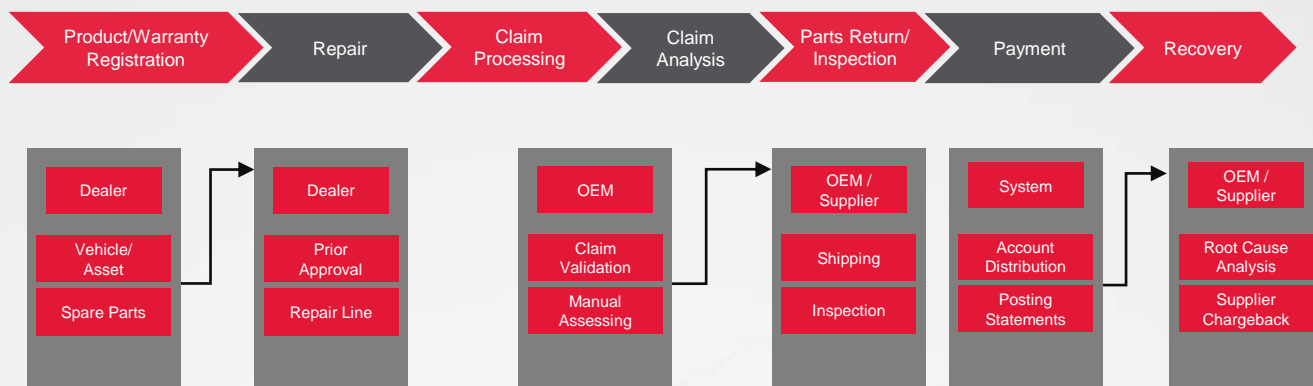 Product/Warranty
Registration
Repair
Claim
Processing
Claim
Analysis
Parts Return/
Inspection
Payment
Recovery
Dealer
Vehicle/
Asset
Spare Parts
Dealer
Prior
Approval
Repair Line
OEM
Claim
Validation
Manual
Assessing
OEM /
Supplier
Shipping
Inspection
System
Account
Distribution
Posting
Statements
OEM /
Supplier
Root Cause
Analysis
Supplier
Chargeback